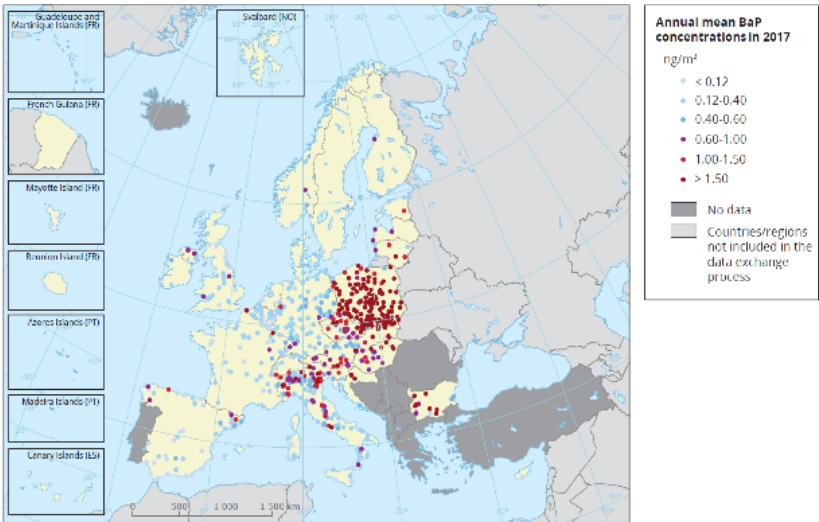 Guadeloupe and
Martinique Islands (FR)
French Guiana (FR)
Mayotte Island (FR)
Reunion Island (FR)
Azores Islands (PT)
Madeira Islands (PT)
Canary Islands (ES)
Svalbard (NO)
0 500 1 000 1 500 km
Annual mean BaP
concentrations in 2017
ng/m³
≤ 0.12
0.12-0.40
0.40-0.60
0.60-1.00
1.00-1.50
> 1.50
No data
Countries/regions
not included in the
data exchange
process